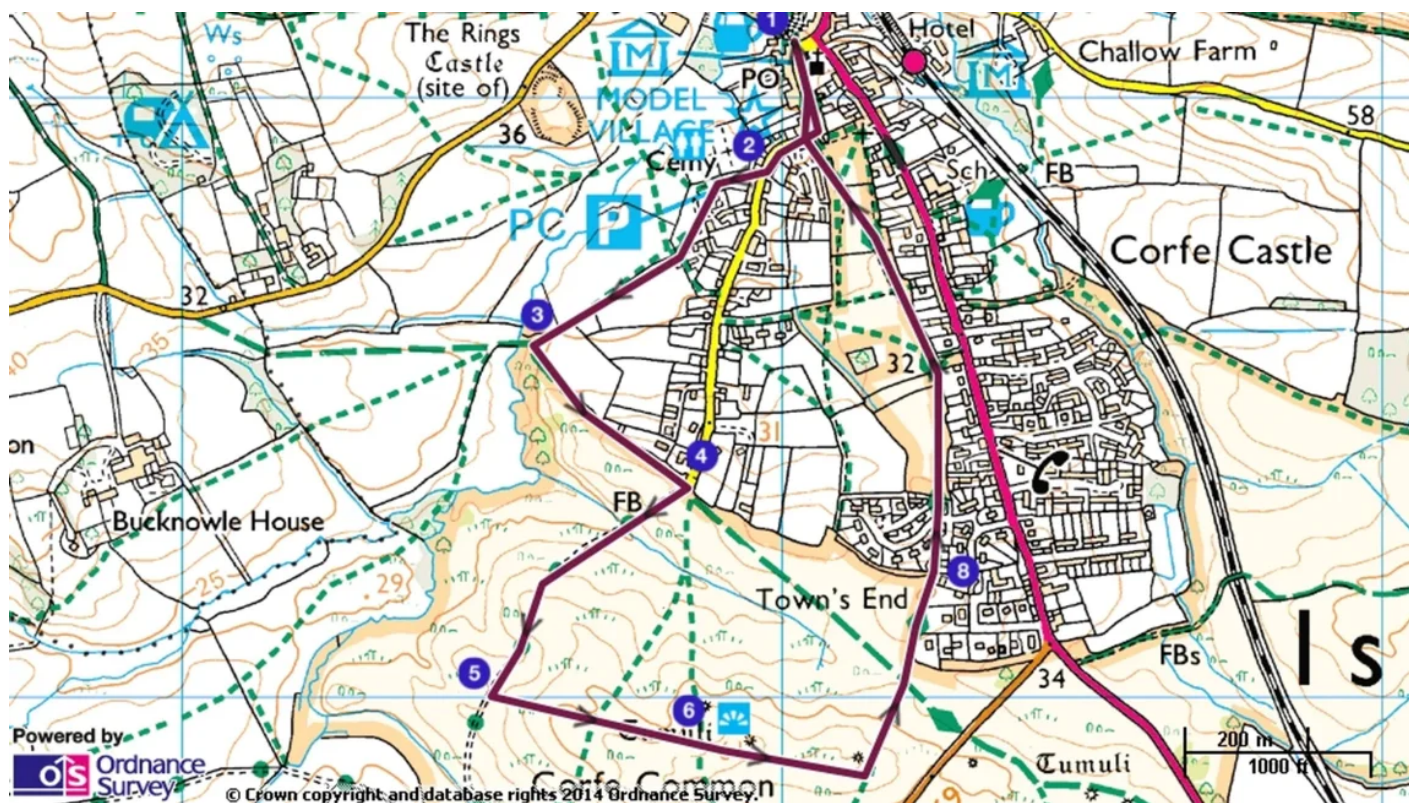 Ws
The Rings
Castle
(site of)
1
Hotel
PO
Challow Farm
MODEL
VILLAGE
36
58
2
Cemy
Sch
FB
PC
P
Corfe Castle
32
3
35
32
31
4
FB
Bucknowle House
25
.29
8
Town's End
FBs
5
34
6
Is
Tumuli
Tumuli
Corfe Common
200 m
1000 ft
Powered by
OS Ordnance
Survey
© Crown copyright and database rights 2014 Ordnance Survey.